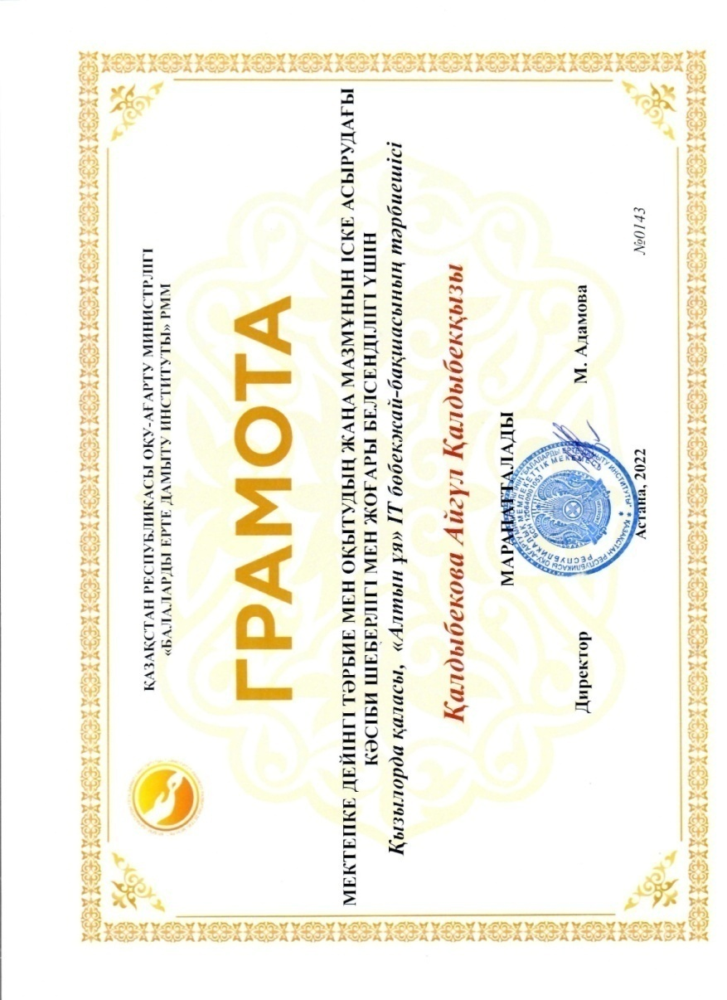 ҚАЗАҚСТАН РЕСПУБЛИКАСЫ ОҚУ-АҒАРТУ МИНИСТРЛІГІ
«БАЛАЛАРДЫ ЕРТЕ ДАМЫТУ ИНСТИТУТЫ» РММ
ГРАМОТА
МЕКТЕПКЕ ДЕЙІНГІ ТӘРБИЕ МЕН ОҚЫТУДЫҢ ЖАҢА МАЗМҰНЫН ІСКЕ АСЫРУДАҒЫ
КӘСІБИ ШЕБЕРЛІГІ МЕН ЖОҒАРЫ БЕЛСЕНДІЛІГІ ҮШІН
Қызылорда қаласы, «Алтын ұя» IT бөбекжай-бақшасының тәрбиешісі
Қалдыбекова Айгүл Қалдыбекқызы
МАРАПАТТАЛАДЫ
Директор
М. Адамова
Астана, 2022
№0143